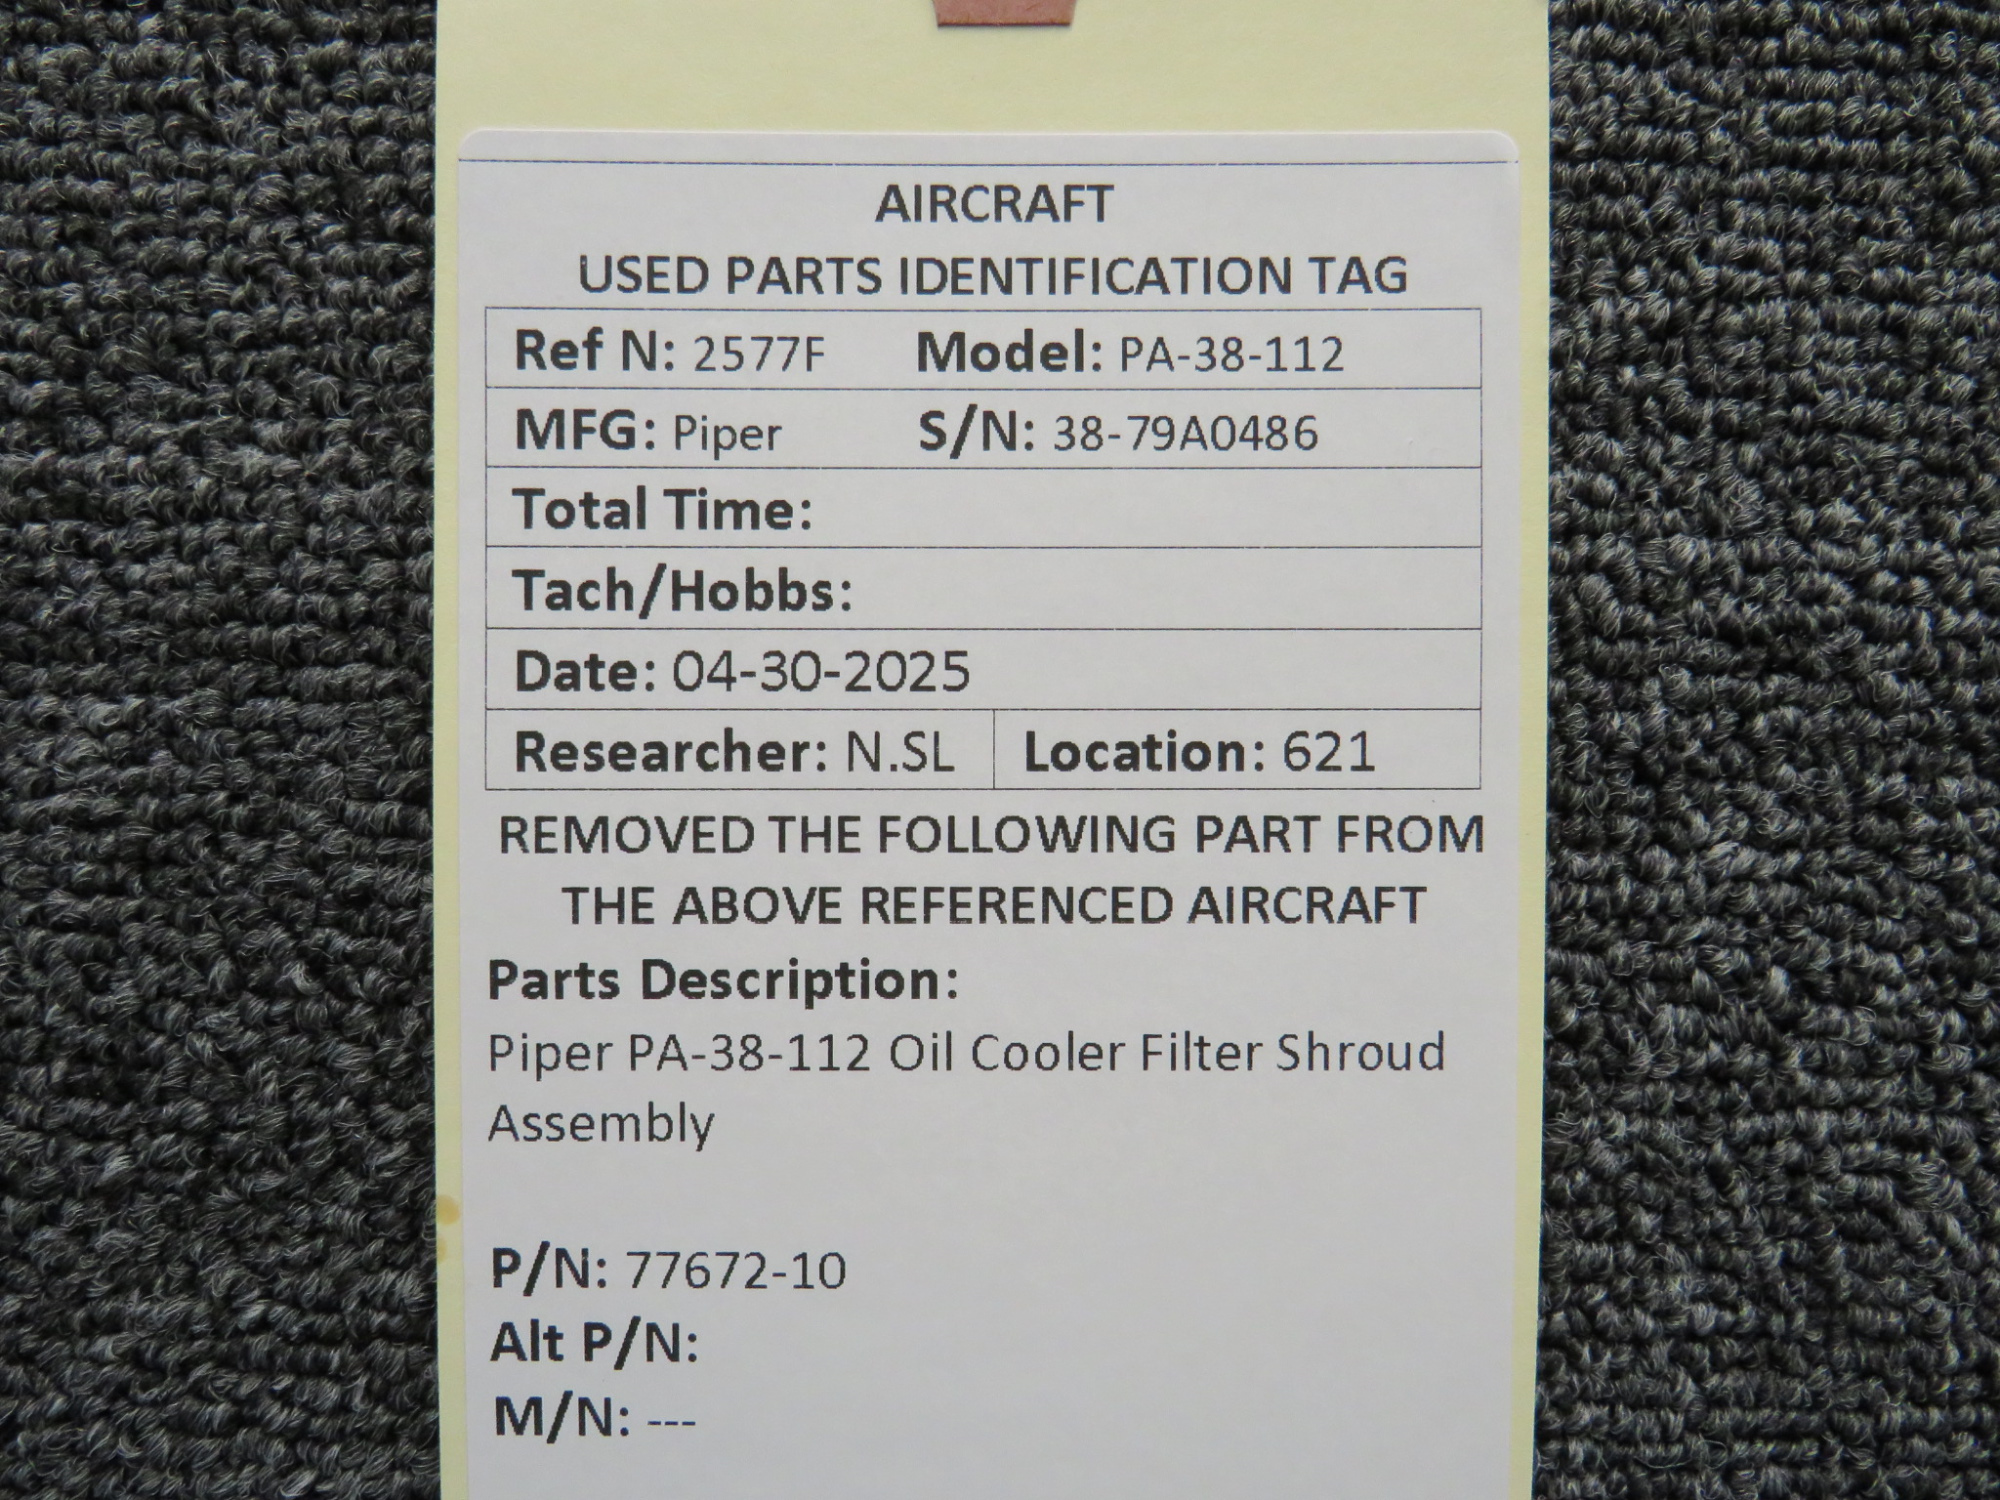 AIRCRAFT
USED PARTS IDENTIFICATION TAG
Ref N: 2577F Model: PA-38-112
MFG: Piper S/N: 38-79A0486
Total Time:
Tach/Hobbs:
Date: 04-30-2025
Researcher: N.SL Location: 621
REMOVED THE FOLLOWING PART FROM
THE ABOVE REFERENCED AIRCRAFT
Parts Description:
Piper PA-38-112 Oil Cooler Filter Shroud
Assembly
P/N: 77672-10
Alt P/N:
M/N: ---